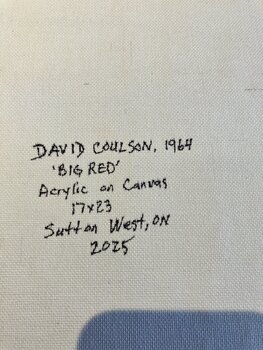 DAVID COULSON, 1964
'BIG RED'
Acrylic on Canvas
17x23
Sutton West, ON
2025